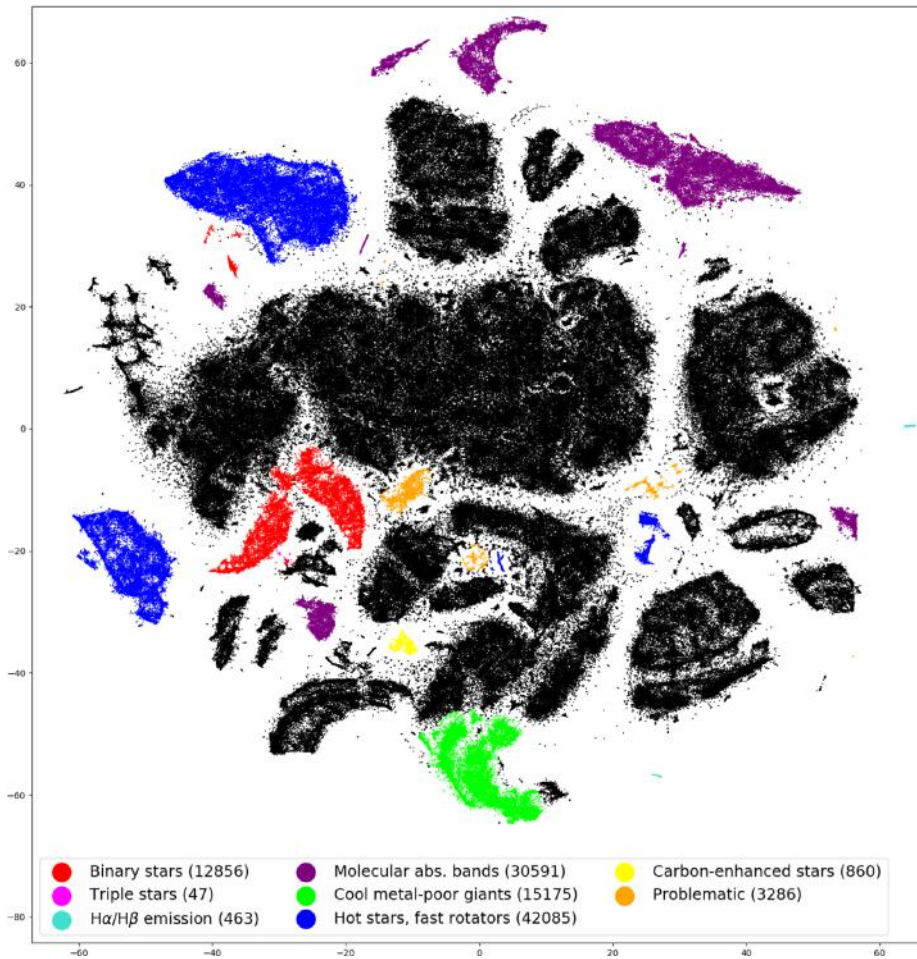 60
40
20
0
−20
−40
−60
−80
Binary stars (12856)
Triple stars (47)
Hα/Hβ emission (463)
Molecular abs. bands (30591)
Cool metal-poor giants (15175)
Hot stars, fast rotators (42085)
Carbon-enhanced stars (860)
Problematic (3286)
−60 −40 −20 0 20 40 60